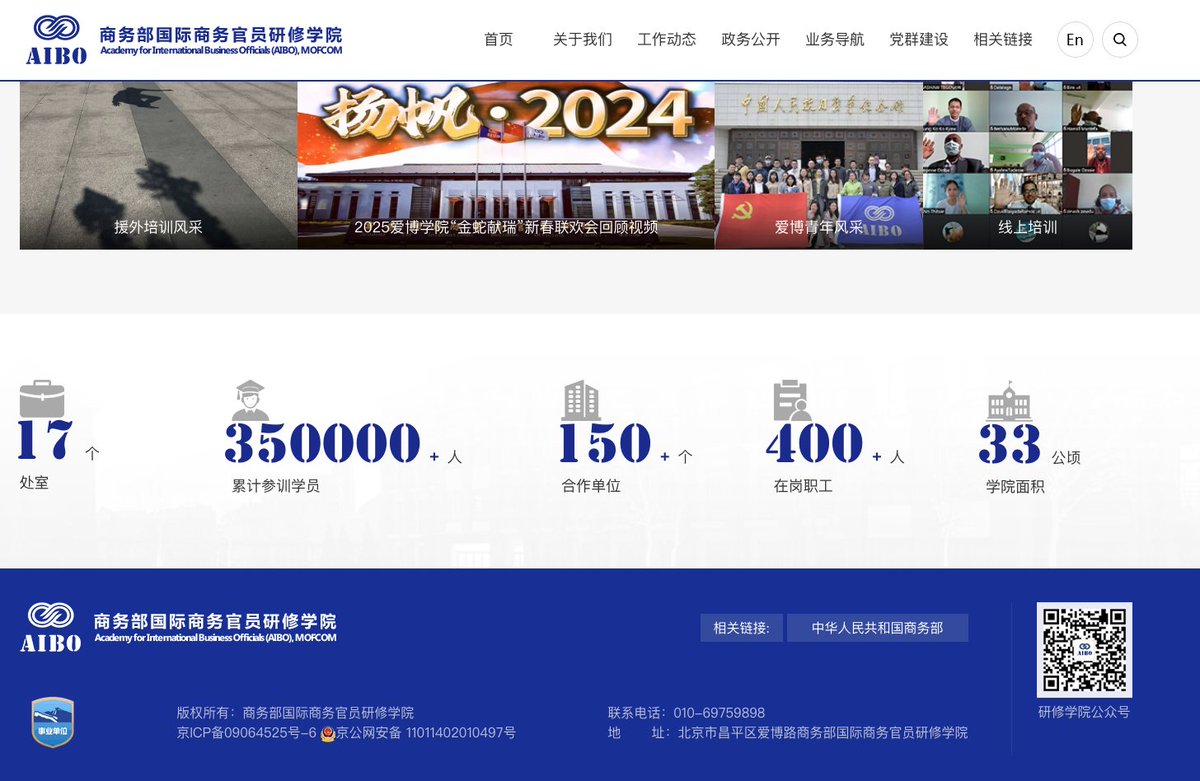 AIBO
商务部国际商务官员研修学院
Academy for International Business Officials (AIBO), MOFCOM
首页 关于我们 工作动态 政务公开 业务导航 党群建设 相关链接 En
扬帆·2024
援外培训风采
2025爱博学院“金蛇献瑞”新春联欢会回顾视频
AIBO
爱博青年风采
线上培训
17 个
处室
350000 + 人
累计参训学员
150 + 个
合作单位
400 + 人
在岗职工
33 公顷
学院面积
AIBO
商务部国际商务官员研修学院
Academy for International Business Officials (AIBO), MOFCOM
相关链接:
中华人民共和国商务部
AIBO
研修学院公众号
事业单位
版权所有：商务部国际商务官员研修学院
京ICP备09064525号-6 京公网安备 11011402010497号
联系电话：010-69759898
地 址：北京市昌平区爱博路商务部国际商务官员研修学院